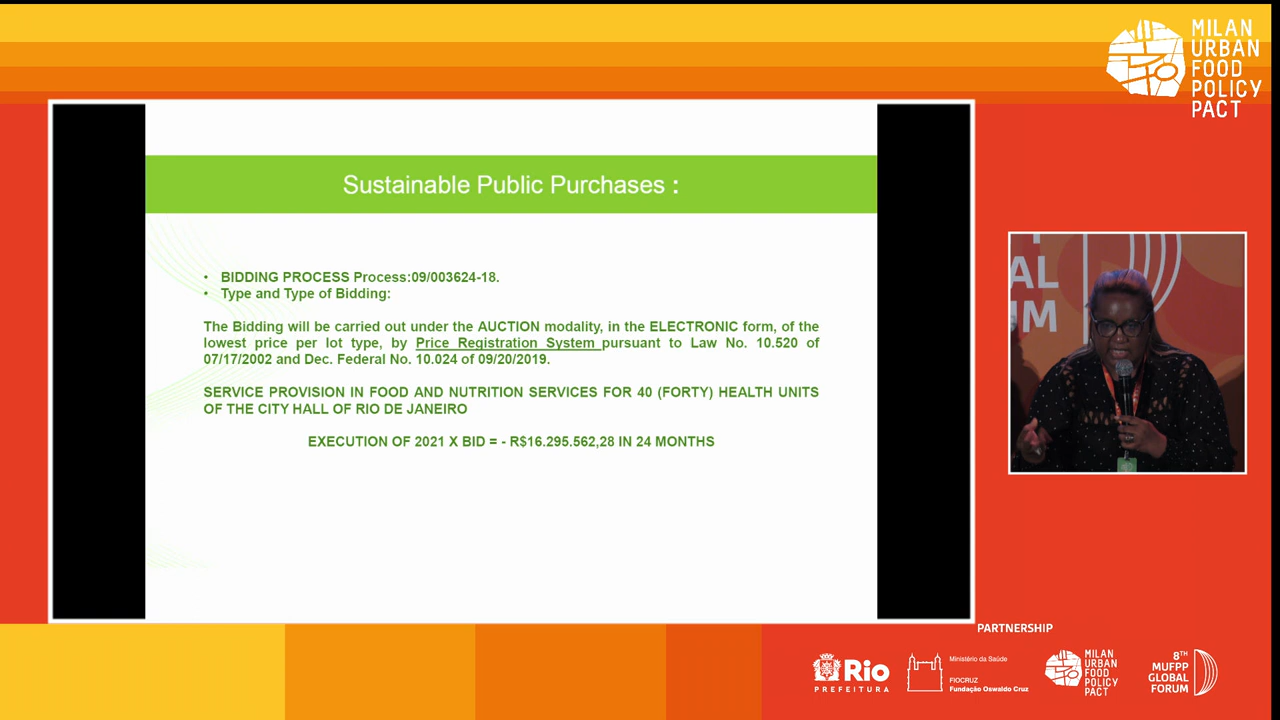 MILAN
URBAN
FOOD
POLICY
PACT
Sustainable Public Purchases :
• BIDDING PROCESS Process:09/003624-18.
• Type and Type of Bidding:
The Bidding will be carried out under the AUCTION modality, in the ELECTRONIC form, of the
lowest price per lot type, by Price Registration System pursuant to Law No. 10.520 of
07/17/2002 and Dec. Federal No. 10.024 of 09/20/2019.
SERVICE PROVISION IN FOOD AND NUTRITION SERVICES FOR 40 (FORTY) HEALTH UNITS
OF THE CITY HALL OF RIO DE JANEIRO
EXECUTION OF 2021 X BID = - R$16.295.562,28 IN 24 MONTHS
AL
UM
PARTNERSHIP
Rio
PREFEITURA
Ministério da Saúde
FIOCRUZ
Fundação Oswaldo Cruz
MILAN
URBAN
FOOD
POLICY
PACT
8TH
MUFPP
GLOBAL
FORUM